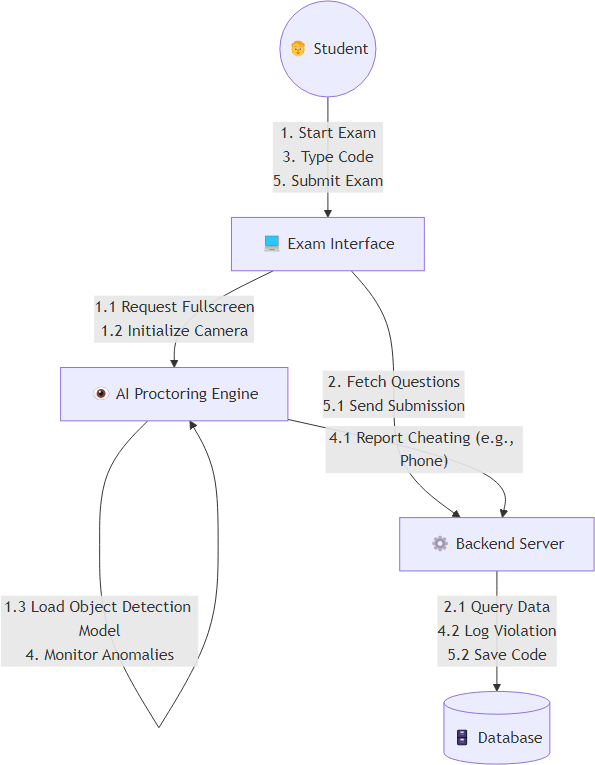 Student
1. Start Exam
3. Type Code
5. Submit Exam
Exam Interface
1.1 Request Fullscreen
1.2 Initialize Camera
AI Proctoring Engine
2. Fetch Questions
5.1 Send Submission
4.1 Report Cheating (e.g.,
Phone)
Backend Server
1.3 Load Object Detection
Model
4. Monitor Anomalies
2.1 Query Data
4.2 Log Violation
5.2 Save Code
Database